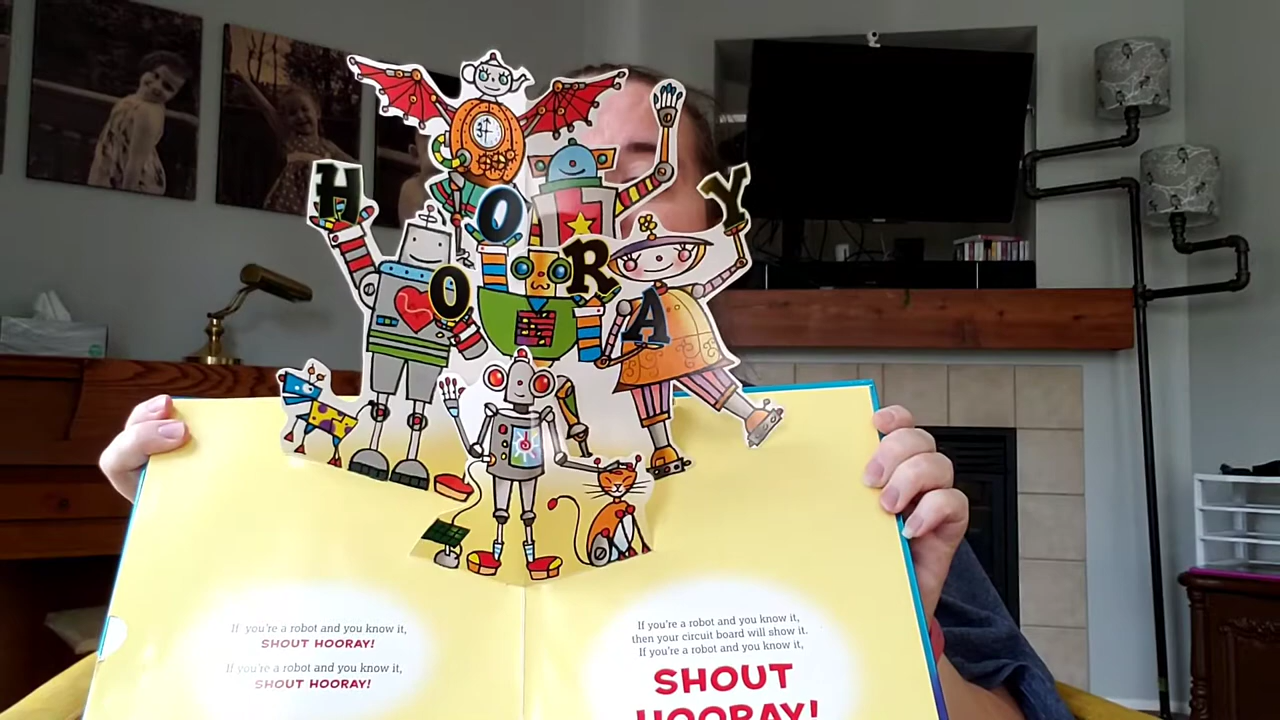 HOORAY
If you're a robot and you know it,
SHOUT HOORAY!
If you're a robot and you know it,
SHOUT HOORAY!
If you're a robot and you know it,
then your circuit board will show it.
If you're a robot and you know it,
SHOUT
HOORAY!